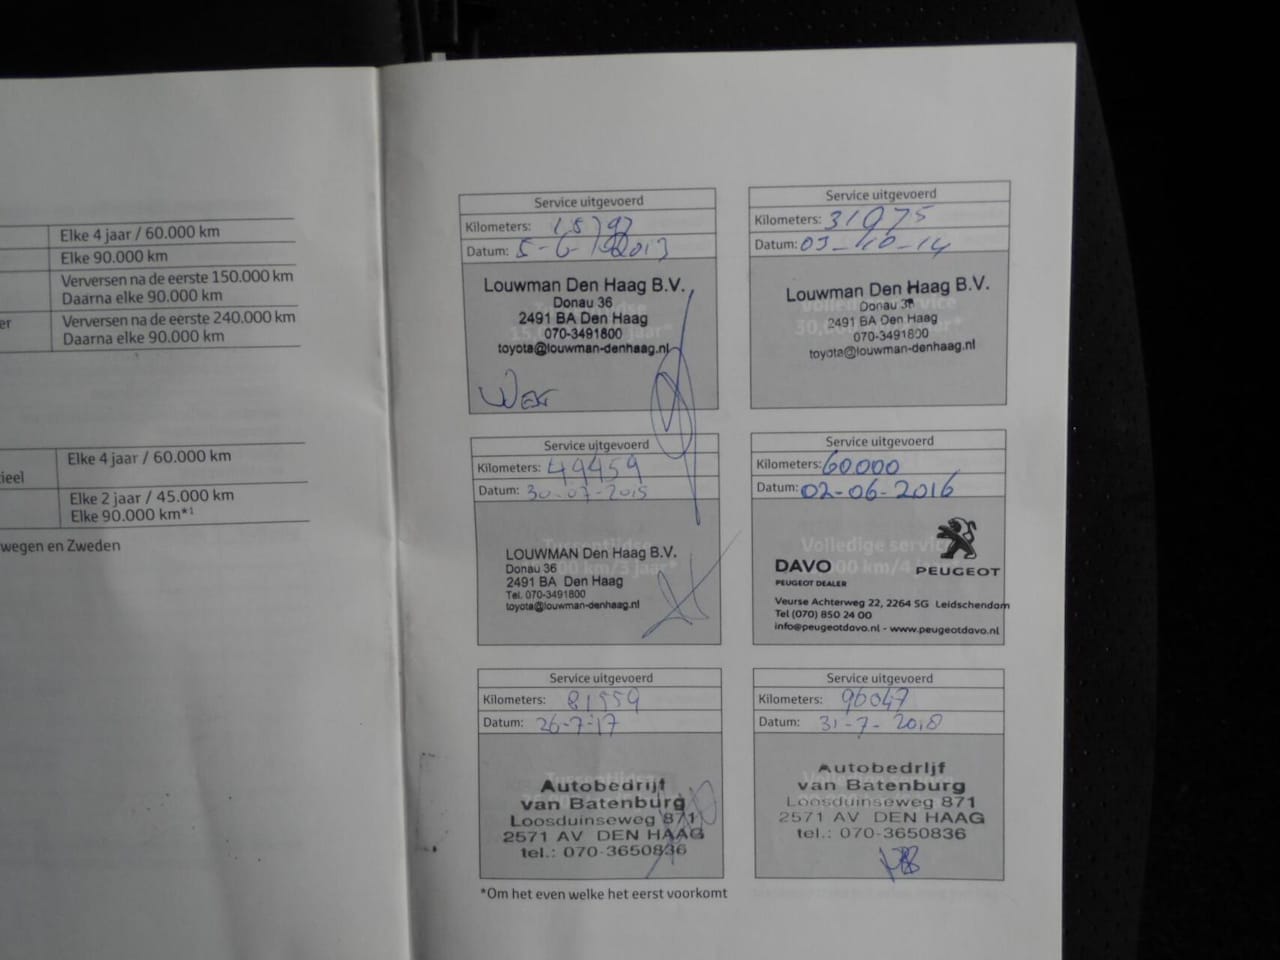 Elke 4 jaar / 60.000 km
Elke 90.000 km
Verversen na de eerste 150.000 km
Daarna elke 90.000 km
er
Verversen na de eerste 240.000 km
Daarna elke 90.000 km
ieel
Elke 4 jaar / 60.000 km
Elke 2 jaar / 45.000 km
Elke 90.000 km*¹
wegen en Zweden
Service uitgevoerd
Kilometers:
Datum: 5-6-2013
Louwman Den Haag B.V.
Donau 36
2491 BA Den Haag
070-3491800
toyota@louwman-denhaag.nl
Service uitgevoerd
Kilometers: 31075
Datum: 03-10-14
Louwman Den Haag B.V.
Donau 36
2491 BA Den Haag
070-3491800
toyota@louwman-denhaag.nl
Service uitgevoerd
Kilometers: 49459
Datum: 30-07-2015
LOUWMAN Den Haag B.V.
Donau 36
2491 BA Den Haag
Tel. 070-3491800
toyota@louwman-denhaag.nl
Service uitgevoerd
Kilometers: 60000
Datum: 02-06-2016
Volledige service
DAVO
PEUGEOT DEALER
PEUGEOT
Veurse Achterweg 22, 2264 SG Leidschendam
Tel (070) 850 24 00
info@peugeotdavo.nl - www.peugeotdavo.nl
Service uitgevoerd
Kilometers: 81559
Datum: 26-7-17
Autobedrijf
van Batenburg
Loosduinseweg 871
2571 AV DEN HAAG
tel.: 070-3650836
Service uitgevoerd
Kilometers: 96047
Datum: 31-7-2018
Autobedrijf
van Batenburg
Loosduinseweg 871
2571 AV DEN HAAG
tel.: 070-3650836
*Om het even welke het eerst voorkomt